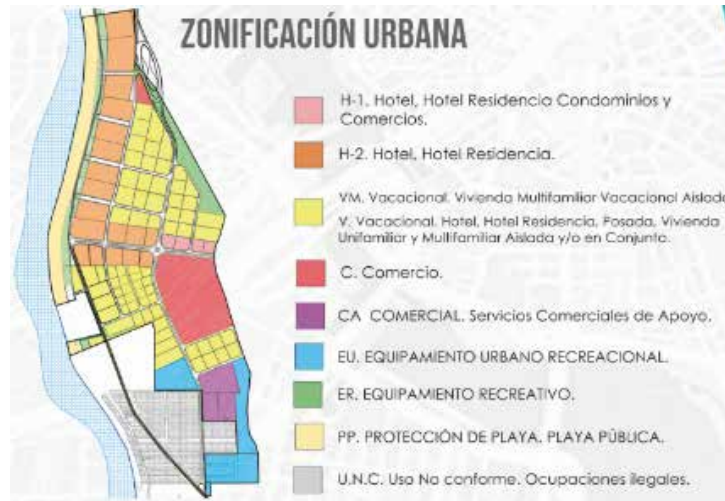 ZONIFICACIÓN URBANA
H-1. Hotel, Hotel Residencia Condominios y
Comercios.
H-2. Hotel, Hotel Residencia.
VM. Vacacional. Vivienda Multifamiliar Vacacional Aislada
V. Vacacional. Hotel, Hotel Residencia, Posada, Vivienda
Unifamiliar y Multifamiliar Aislada y/o en Conjunto.
C. Comercio.
CA COMERCIAL. Servicios Comerciales de Apoyo.
EU. EQUIPAMIENTO URBANO RECREACIONAL.
ER. EQUIPAMIENTO RECREATIVO.
PP. PROTECCIÓN DE PLAYA. PLAYA PÚBLICA.
U.N.C. Uso No conforme. Ocupaciones ilegales.